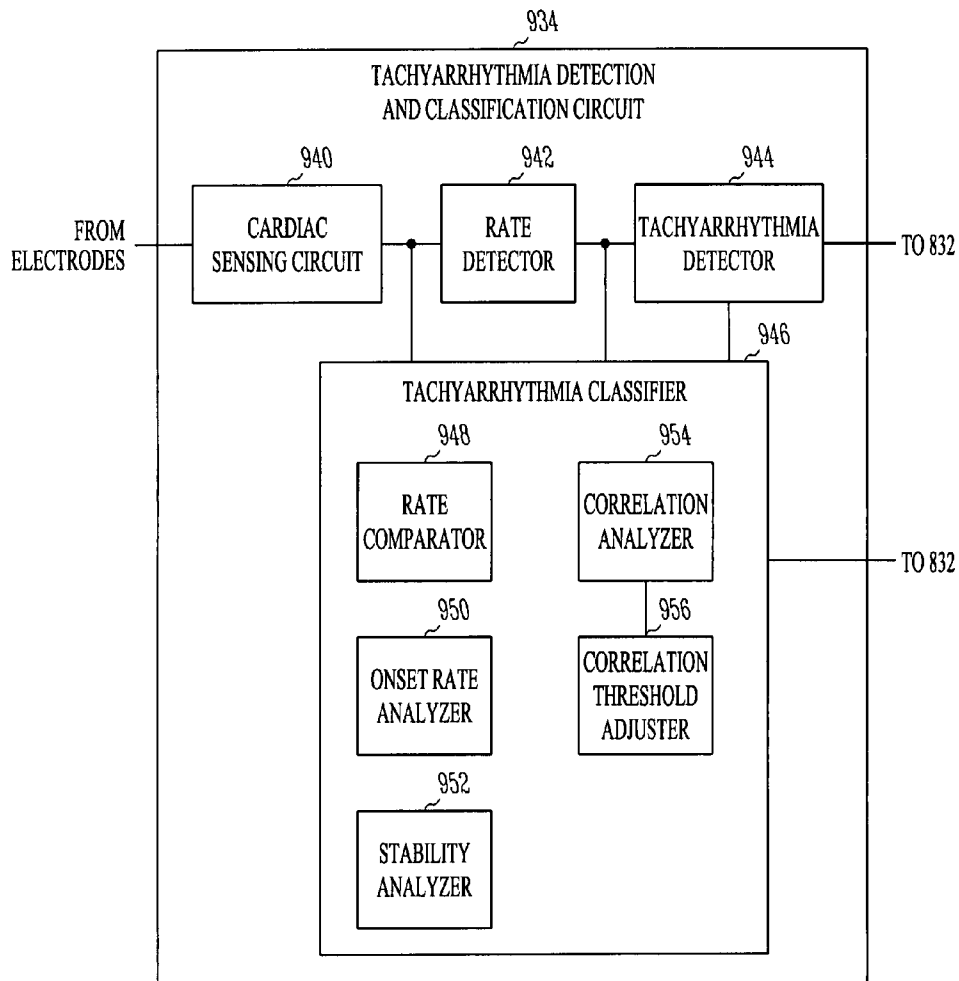 934
TACHYARRHYTHMIA DETECTION
AND CLASSIFICATION CIRCUIT
940
942
944
FROM
ELECTRODES
CARDIAC
SENSING CIRCUIT
RATE
DETECTOR
TACHYARRHYTHMIA
DETECTOR
TO 832
946
TACHYARRHYTHMIA CLASSIFIER
948
954
RATE
COMPARATOR
CORRELATION
ANALYZER
TO 832
950
956
ONSET RATE
ANALYZER
CORRELATION
THRESHOLD
ADJUSTER
952
STABILITY
ANALYZER